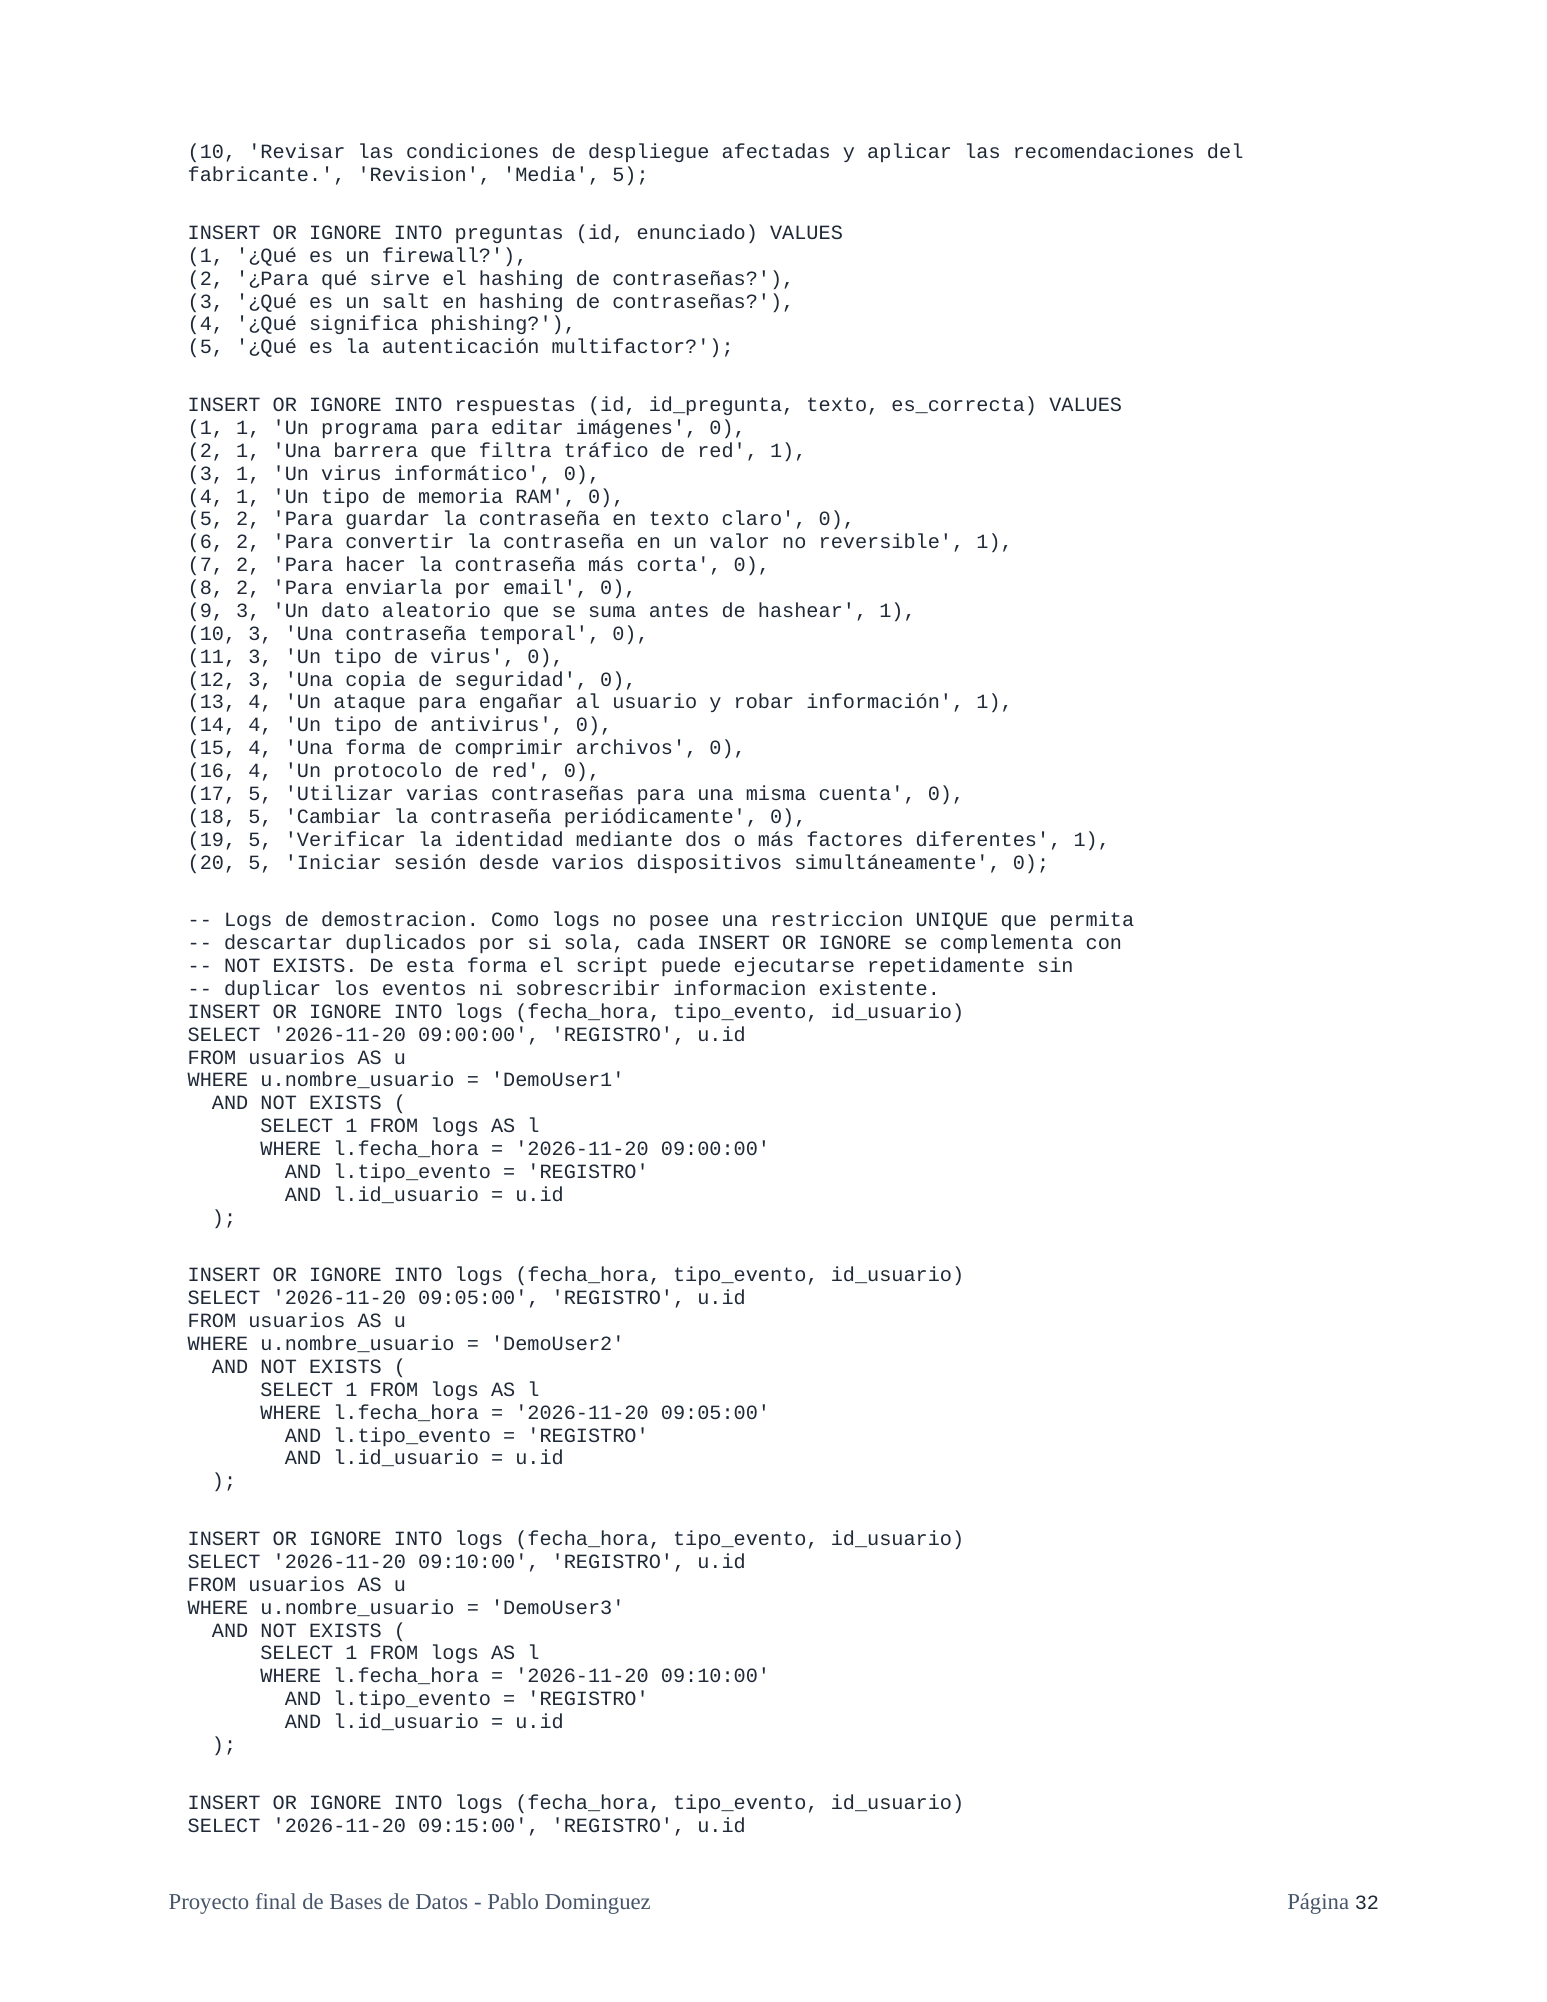 (10, 'Revisar las condiciones de despliegue afectadas y aplicar las recomendaciones del
fabricante.', 'Revision', 'Media', 5);
INSERT OR IGNORE INTO preguntas (id, enunciado) VALUES
(1, '¿Qué es un firewall?'),
(2, '¿Para qué sirve el hashing de contraseñas?'),
(3, '¿Qué es un salt en hashing de contraseñas?'),
(4, '¿Qué significa phishing?'),
(5, '¿Qué es la autenticación multifactor?');
INSERT OR IGNORE INTO respuestas (id, id_pregunta, texto, es_correcta) VALUES
(1, 1, 'Un programa para editar imágenes', 0),
(2, 1, 'Una barrera que filtra tráfico de red', 1),
(3, 1, 'Un virus informático', 0),
(4, 1, 'Un tipo de memoria RAM', 0),
(5, 2, 'Para guardar la contraseña en texto claro', 0),
(6, 2, 'Para convertir la contraseña en un valor no reversible', 1),
(7, 2, 'Para hacer la contraseña más corta', 0),
(8, 2, 'Para enviarla por email', 0),
(9, 3, 'Un dato aleatorio que se suma antes de hashear', 1),
(10, 3, 'Una contraseña temporal', 0),
(11, 3, 'Un tipo de virus', 0),
(12, 3, 'Una copia de seguridad', 0),
(13, 4, 'Un ataque para engañar al usuario y robar información', 1),
(14, 4, 'Un tipo de antivirus', 0),
(15, 4, 'Una forma de comprimir archivos', 0),
(16, 4, 'Un protocolo de red', 0),
(17, 5, 'Utilizar varias contraseñas para una misma cuenta', 0),
(18, 5, 'Cambiar la contraseña periódicamente', 0),
(19, 5, 'Verificar la identidad mediante dos o más factores diferentes', 1),
(20, 5, 'Iniciar sesión desde varios dispositivos simultáneamente', 0);
-- Logs de demostracion. Como logs no posee una restriccion UNIQUE que permita
-- descartar duplicados por si sola, cada INSERT OR IGNORE se complementa con
-- NOT EXISTS. De esta forma el script puede ejecutarse repetidamente sin
-- duplicar los eventos ni sobrescribir informacion existente.
INSERT OR IGNORE INTO logs (fecha_hora, tipo_evento, id_usuario)
SELECT '2026-11-20 09:00:00', 'REGISTRO', u.id
FROM usuarios AS u
WHERE u.nombre_usuario = 'DemoUser1'
  AND NOT EXISTS (
      SELECT 1 FROM logs AS l
      WHERE l.fecha_hora = '2026-11-20 09:00:00'
        AND l.tipo_evento = 'REGISTRO'
        AND l.id_usuario = u.id
  );
INSERT OR IGNORE INTO logs (fecha_hora, tipo_evento, id_usuario)
SELECT '2026-11-20 09:05:00', 'REGISTRO', u.id
FROM usuarios AS u
WHERE u.nombre_usuario = 'DemoUser2'
  AND NOT EXISTS (
      SELECT 1 FROM logs AS l
      WHERE l.fecha_hora = '2026-11-20 09:05:00'
        AND l.tipo_evento = 'REGISTRO'
        AND l.id_usuario = u.id
  );
INSERT OR IGNORE INTO logs (fecha_hora, tipo_evento, id_usuario)
SELECT '2026-11-20 09:10:00', 'REGISTRO', u.id
FROM usuarios AS u
WHERE u.nombre_usuario = 'DemoUser3'
  AND NOT EXISTS (
      SELECT 1 FROM logs AS l
      WHERE l.fecha_hora = '2026-11-20 09:10:00'
        AND l.tipo_evento = 'REGISTRO'
        AND l.id_usuario = u.id
  );
INSERT OR IGNORE INTO logs (fecha_hora, tipo_evento, id_usuario)
SELECT '2026-11-20 09:15:00', 'REGISTRO', u.id
Proyecto final de Bases de Datos - Pablo Dominguez Página 32